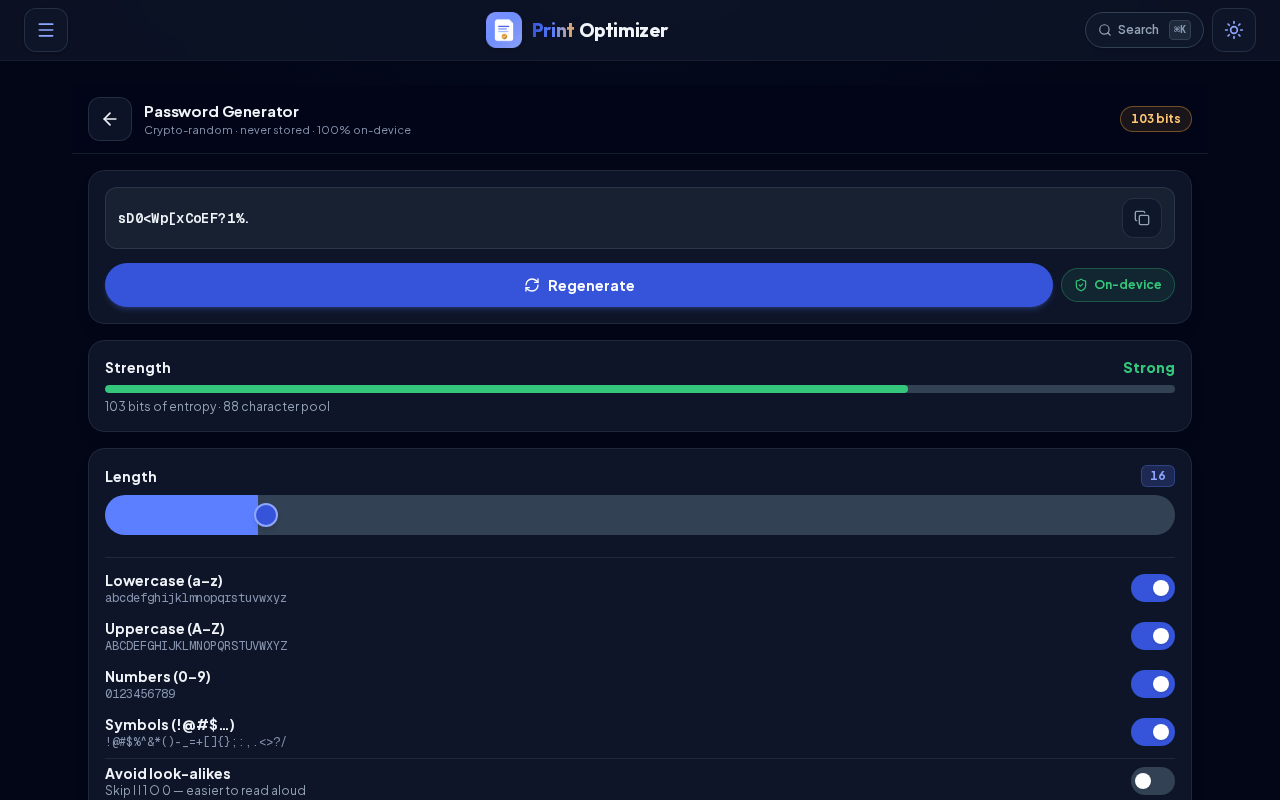 Print Optimizer
Search ⌘K
Password Generator
Crypto-random · never stored · 100% on-device
103 bits
sD0<Wp[xCoEF?1%.
Regenerate
On-device
Strength
Strong
103 bits of entropy · 88 character pool
Length
16
Lowercase (a–z)
abcdefghijklmnopqrstuvwxyz
Uppercase (A–Z)
ABCDEFGHIJKLMNOPQRSTUVWXYZ
Numbers (0–9)
0123456789
Symbols (!@#$…)
!@#$%^&*()-_=+[]{};:,.<>?/
Avoid look-alikes
Skip I l 1 O 0 — easier to read aloud